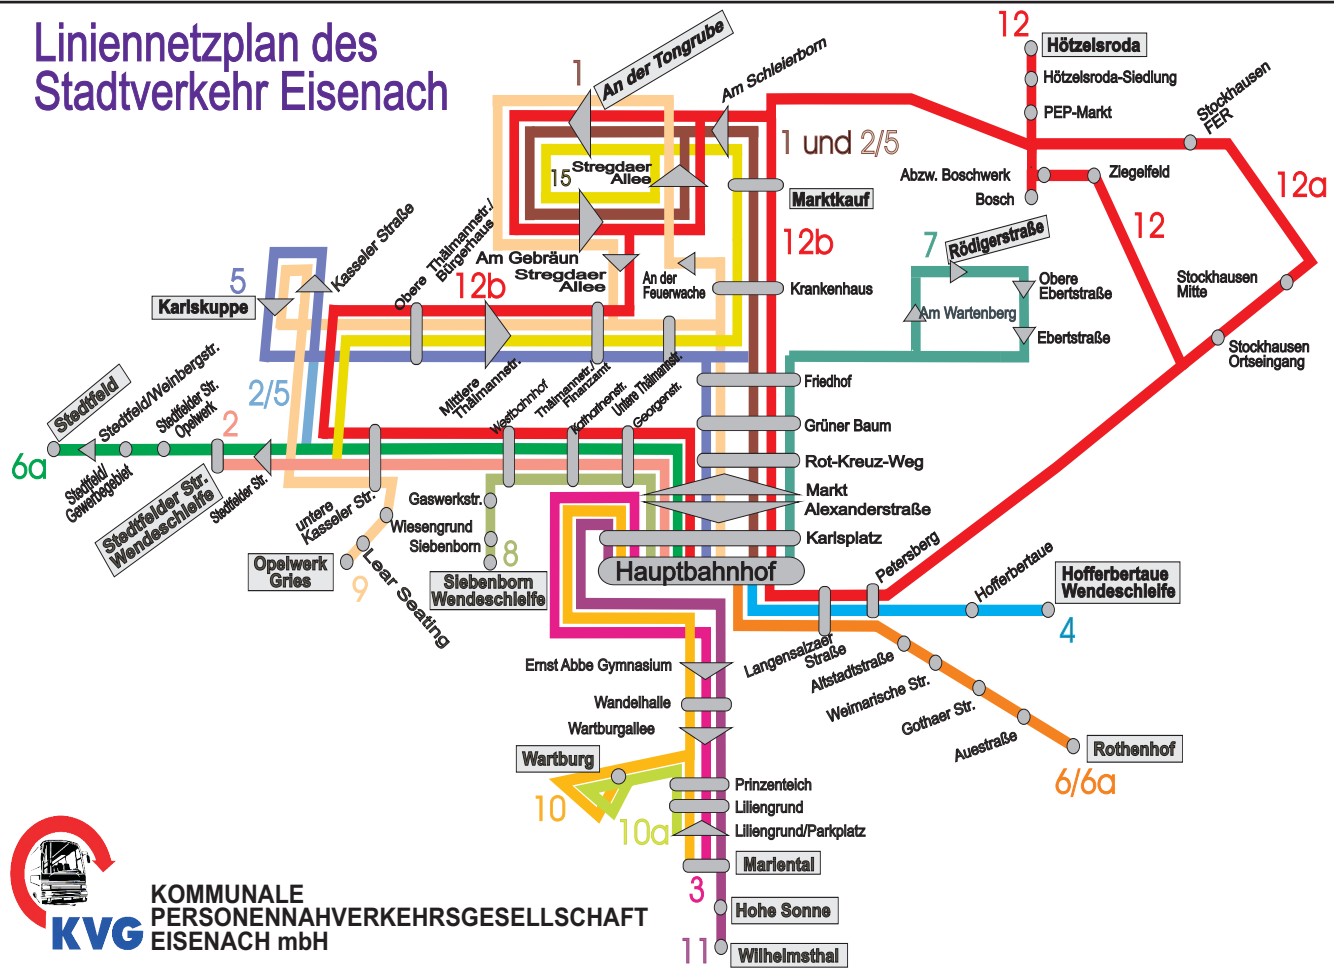 Liniennetzplan des
Stadtverkehr Eisenach
1
An der Tongrube
Am Schleierborn
12
Hötzelsroda
Hötzelsroda-Siedlung
PEP-Markt
Stockhausen
FER
1 und 2/5
Stregdaer
Allee
15
Marktkauf
Abzw. Boschwerk
Ziegelfeld
Bosch
12a
12
12b
7
Rödigerstraße
Obere
Ebertstraße
Am Wartenberg
Ebertstraße
Stockhausen
Mitte
Stockhausen
Ortseingang
Kasseler Straße
Obere Thälmannstr./
Bürgerhaus
Am Gebräun
Stregdaer
Allee
An der
Feuerwache
Krankenhaus
5
Karlskuppe
12b
Mittlere
Thälmannstr.
Westbahnhof
Thälmannstr./
Finanzamt
Katharinenstr.
Untere Thälmannstr.
Georgenstr.
Friedhof
Grüner Baum
Rot-Kreuz-Weg
Markt
Alexanderstraße
Karlsplatz
Hauptbahnhof
2/5
2
Stedtfeld
Stedtfeld/Weinbergstr.
Stedtfelder Str.
Opelwerk
6a
Stedtfeld/
Gewerbegebiet
Stedtfelder Str.
Wendeschleife
Stedtfelder Str.
untere
Kasseler Str.
Wiesengrund
Gaswerkstr.
Siebenborn
8
Opelwerk
Gries
9
Lear Seating
Siebenborn
Wendeschleife
Petersberg
Hofferbertaue
Hofferbertaue
Wendeschleife
4
Langensalzaer
Straße
Altstadtstraße
Weimarische Str.
Gothaer Str.
Auestraße
Rothenhof
6/6a
Ernst Abbe Gymnasium
Wandelhalle
Wartburgallee
Wartburg
10
10a
Prinzenteich
Liliengrund
Liliengrund/Parkplatz
Mariental
3
Hohe Sonne
11
Wilhelmsthal
KVG
KOMMUNALE
PERSONENNAHVERKEHRSGESELLSCHAFT
EISENACH mbH